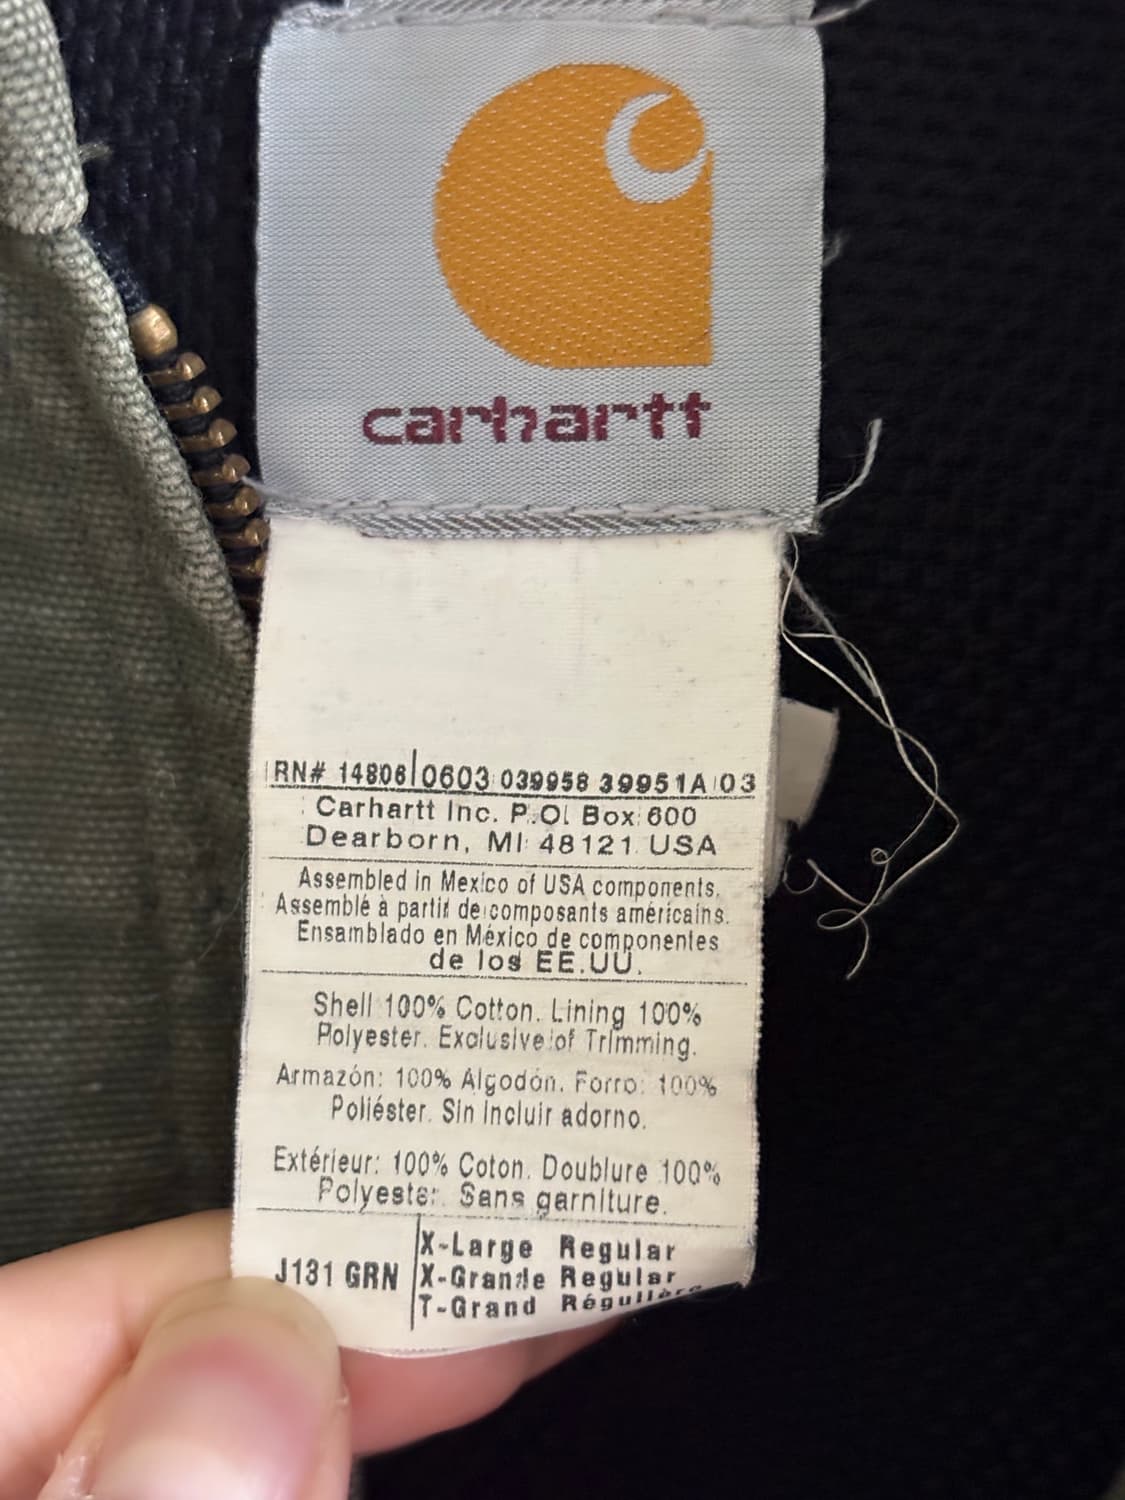 carhartt
RN# 14806 0603 039958 39951A 03
Carhartt Inc. P.O. Box 600
Dearborn, MI 48121 USA
Assembled in Mexico of USA components.
Assemblé à partir de composants américains.
Ensamblado en México de componentes
de los EE.UU.
Shell 100% Cotton. Lining 100%
Polyester. Exclusive of Trimming.
Armazón: 100% Algodón. Forro: 100%
Poliéster. Sin incluir adorno.
Extérieur: 100% Coton. Doublure 100%
Polyester. Sans garniture.
J131 GRN
X-Large Regular
X-Grande Regular
T-Grand Régulière